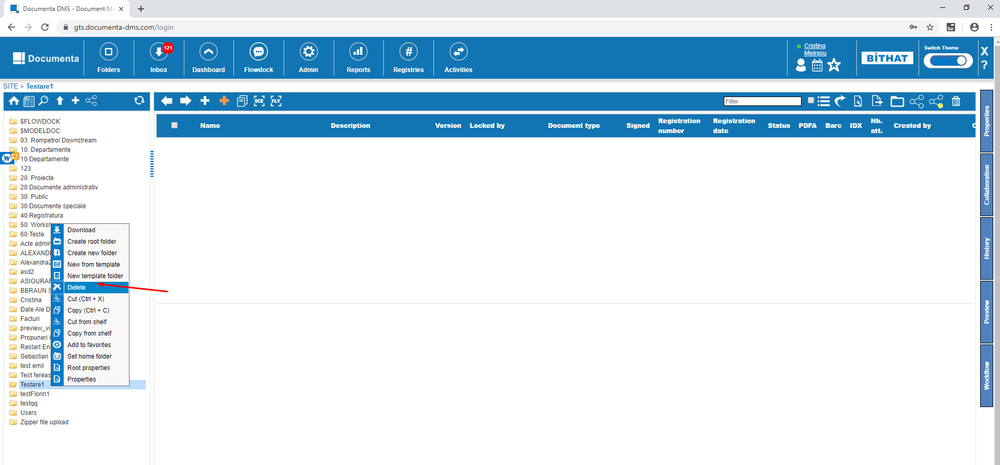 Documenta DMS - Document Ma
gts.documenta-dms.com/login
Se
Documenta
Folders
121
Inbox
Dashboard
Flowdock
Admin
Reports
#
Registries
Activities
Cristina
Meirosu
BITHAT
Switch Theme
X
?
SITE > Testare1
OCR
FLY
Filter
Name
Description
Version
Locked by
Document type
Signed
Registration
number
Registration
date
Status
PDFA
Barc
IDX
Nb.
att.
Created by
$FLOWDOCK
$MODELDOC
03. Rompetrol Downstream
10. Departamente
W 121
10.Departamente
123
20. Proiecte
20.Documente administrativ
30. Public
30.Documente speciale
40.Registratura
50. Worksh
60.Teste
Acte admin
ALEXAND
Alexandra2
asd2
ASIGURAR
BBRAUN S
Cristina
Date Ale D
Facturi
preview_vi
Propuneri I
Restart En
Sebastian T
test emil
Test fereas
Testare1
testFlorin1
testqq
Users
Zipper file upload
Download
Create root folder
Create new folder
New from template
New template folder
Delete
Cut (Ctrl + X)
Copy (Ctrl + C)
Cut from shelf
Copy from shelf
Add to favorites
Set home folder
Root properties
Properties
Properties
Collaboration
History
Preview
Workflow